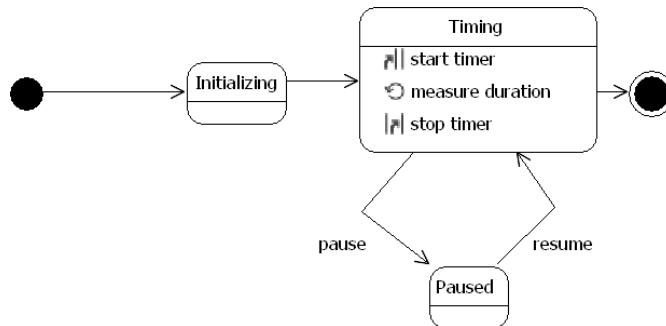 Timing
start timer
Initializing
measure duration
stop timer
pause
resume
Paused